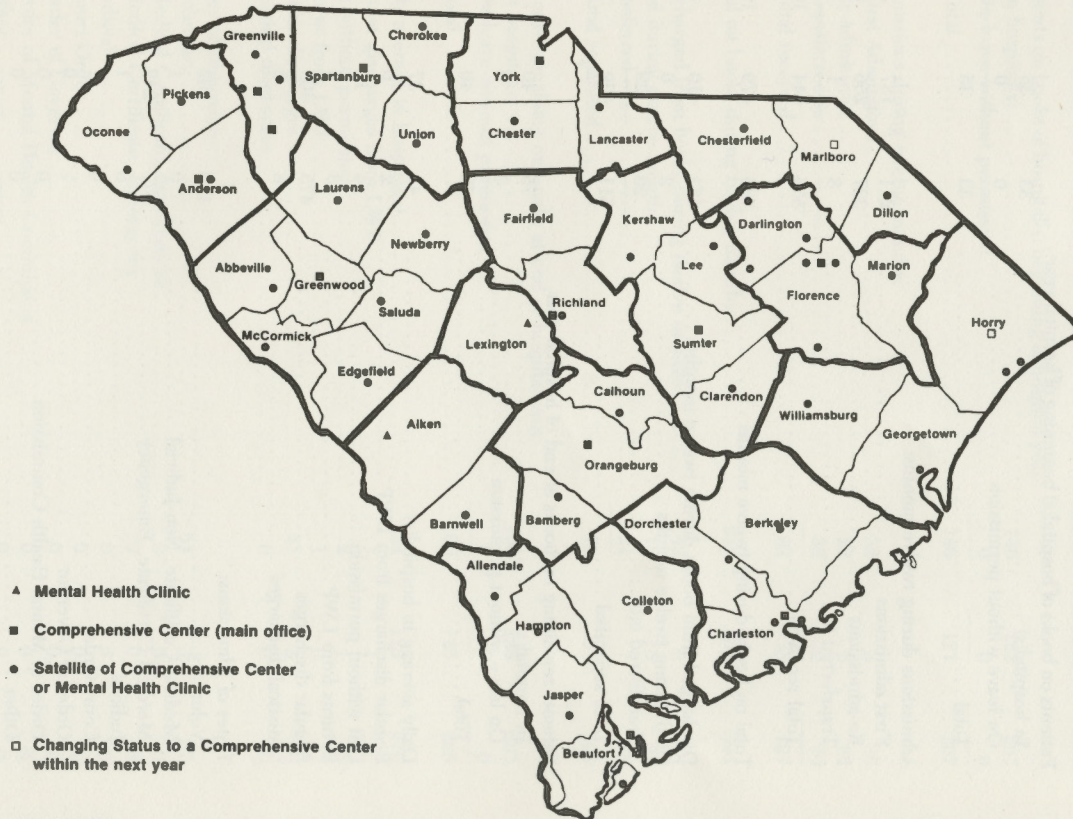 Cherokee
Greenville
Spartanburg
York
Pickens
Oconee
Union
Chester
Lancaster
Chesterfield
Marlboro
Anderson
Laurens
Fairfield
Kershaw
Darlington
Dillon
Newberry
Lee
Marion
Abbeville
Greenwood
Saluda
Richland
Florence
Horry
McCormick
Lexington
Sumter
Edgefield
Calhoun
Clarendon
Williamsburg
Aiken
Georgetown
Orangeburg
Barnwell
Bamberg
Dorchester
Berkeley
Allendale
Mental Health Clinic
Colleton
Comprehensive Center (main office)
Hampton
Charleston
Satellite of Comprehensive Center
or Mental Health Clinic
Jasper
Changing Status to a Comprehensive Center
within the next year
Beaufort